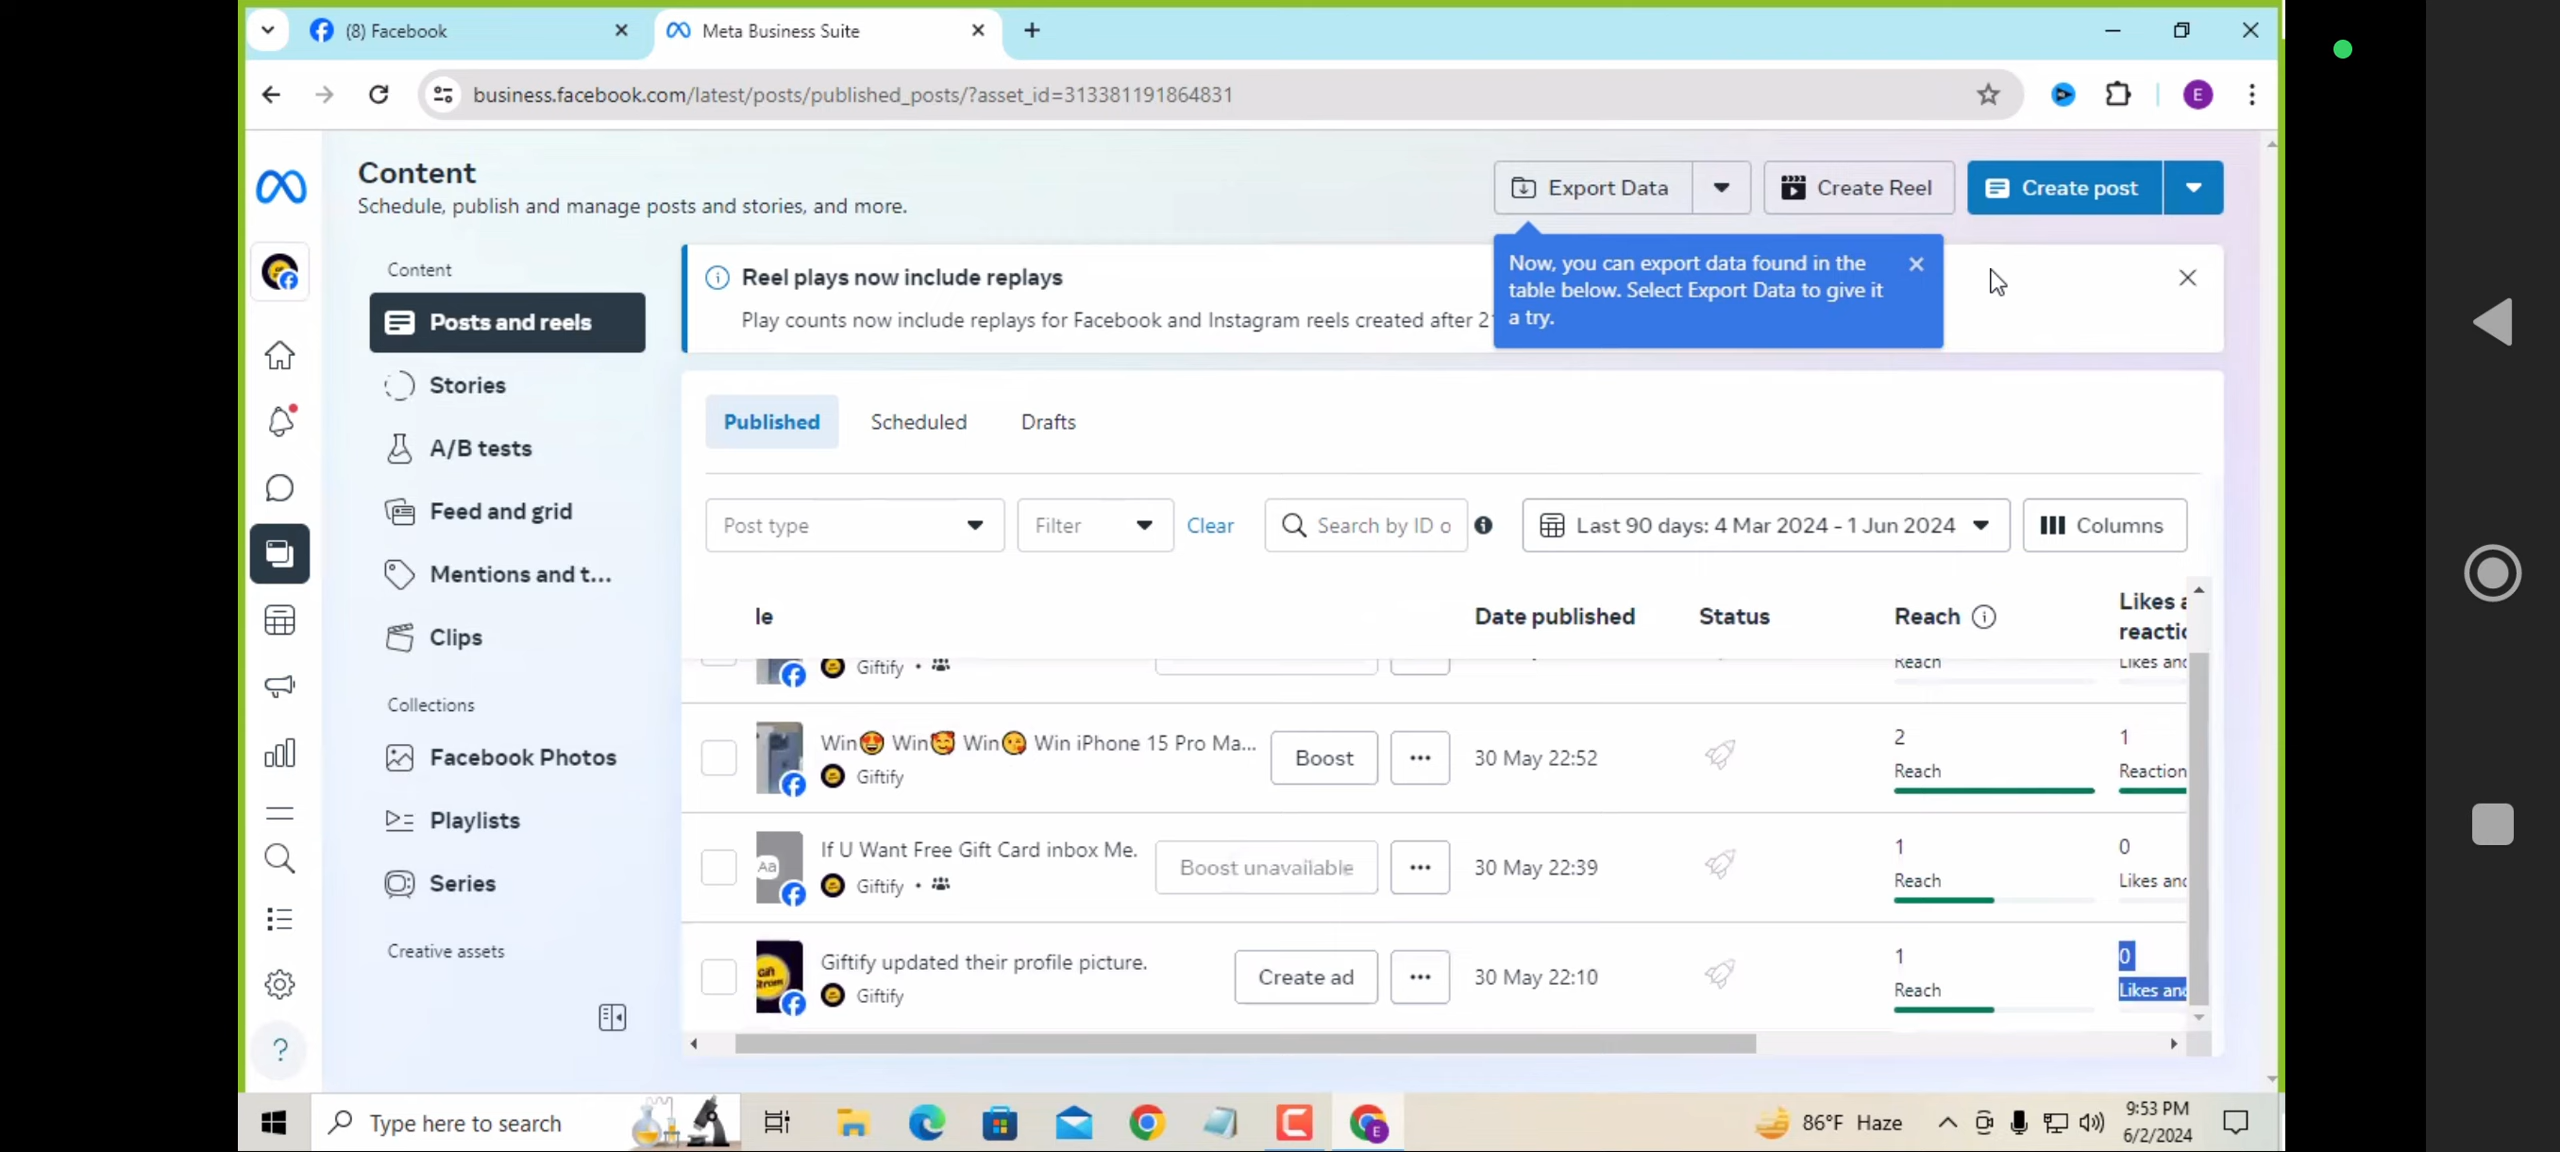 (8) Facebook
Meta Business Suite
business.facebook.com/latest/posts/published_posts/?asset_id=313381191864831
E
Content
Schedule, publish and manage posts and stories, and more.
Export Data
Create Reel
Create post
Now, you can export data found in the
table below. Select Export Data to give it
a try.
Reel plays now include replays
Play counts now include replays for Facebook and Instagram reels created after 2
Content
Posts and reels
Stories
A/B tests
Feed and grid
Mentions and t...
Clips
Collections
Facebook Photos
Playlists
Series
Creative assets
Published
Scheduled
Drafts
Post type
Filter
Clear
Search by ID o
Last 90 days: 4 Mar 2024 - 1 Jun 2024
Columns
le
Date published
Status
Reach
Likes a
reactic
Giftify
Reach
Likes and
Win😍 Win🥰 Win😘 Win iPhone 15 Pro Ma...
Giftify
Boost
30 May 22:52
2
Reach
1
Reaction
Aa
If U Want Free Gift Card inbox Me.
Giftify
Boost unavailable
30 May 22:39
1
Reach
0
Likes and
Giftify updated their profile picture.
Giftify
Create ad
30 May 22:10
1
Reach
0
Likes and
Type here to search
E
86°F Haze
9:53 PM
6/2/2024